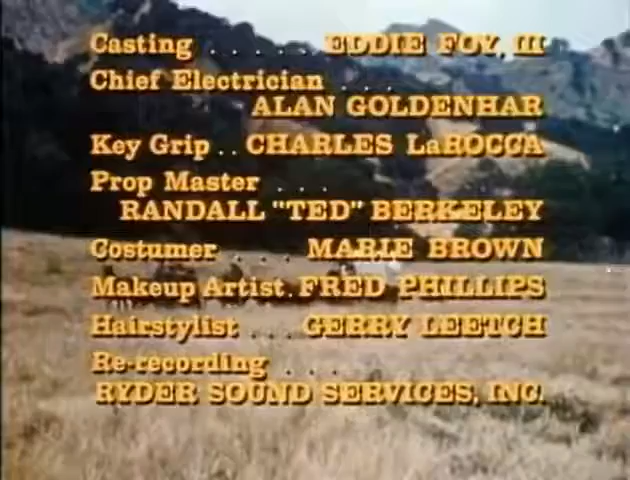 Casting . . . . . . EDDIE FOY, III
Chief Electrician . . .
ALAN GOLDENHAR
Key Grip . . CHARLES LaROCCA
Prop Master . . .
RANDALL "TED" BERKELEY
Costumer . . . . MARIE BROWN
Makeup Artist. FRED PHILLIPS
Hairstylist . . . GERRY LEETCH
Re-recording . . .
RYDER SOUND SERVICES, INC.